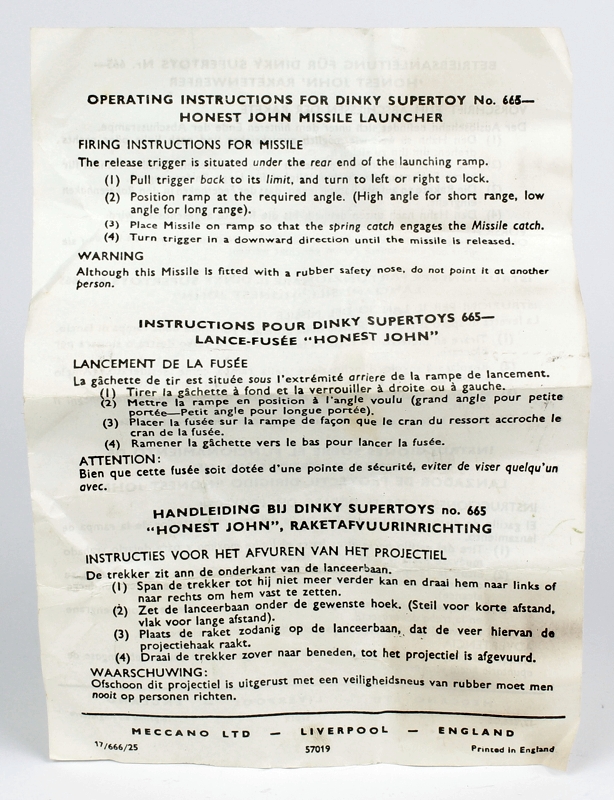 OPERATING INSTRUCTIONS FOR DINKY SUPERTOY No. 665—
HONEST JOHN MISSILE LAUNCHER
FIRING INSTRUCTIONS FOR MISSILE
The release trigger is situated under the rear end of the launching ramp.
(1) Pull trigger back to its limit, and turn to left or right to lock.
(2) Position ramp at the required angle. (High angle for short range, low
angle for long range).
(3) Place Missile on ramp so that the spring catch engages the Missile catch.
(4) Turn trigger in a downward direction until the missile is released.
WARNING
Although this Missile is fitted with a rubber safety nose, do not point it at another
person.
INSTRUCTIONS POUR DINKY SUPERTOYS 665—
LANCE-FUSÉE "HONEST JOHN"
LANCEMENT DE LA FUSÉE
La gâchette de tir est située sous l'extrémité arriere de la rampe de lancement.
(1) Tirer la gâchette à fond et la verrouiller à droite ou à gauche.
(2) Mettre la rampe en position à l'angle voulu (grand angle pour petite
portée—Petit angle pour longue portée).
(3) Placer la fusée sur la rampe de façon que le cran du ressort accroche le
cran de la fusée.
(4) Ramener la gâchette vers le bas pour lancer la fusée.
ATTENTION:
Bien que cette fusée soit dotée d'une pointe de sécurité, eviter de viser quelqu'un
avec.
HANDLEIDING BIJ DINKY SUPERTOYS no. 665
"HONEST JOHN", RAKETAFVUURINRICHTING
INSTRUCTIES VOOR HET AFVUREN VAN HET PROJECTIEL
De trekker zit ann de onderkant van de lanceerbaan.
(1) Span de trekker tot hij niet meer verder kan en draai hem naar links of
naar rechts om hem vast te zetten.
(2) Zet de lanceerbaan onder de gewenste hoek. (Steil voor korte afstand,
vlak voor lange afstand).
(3) Plaats de raket zodanig op de lanceerbaan, dat de veer hiervan de
projectiehaak raakt.
(4) Draai de trekker zover naar beneden, tot het projectiel is afgevuurd.
WAARSCHUWING:
Ofschoon dit projectiel is uitgerust met een veiligheidsneus van rubber moet men
nooit op personen richten.
MECCANO LTD — LIVERPOOL — ENGLAND
17/666/25 57019 Printed in England